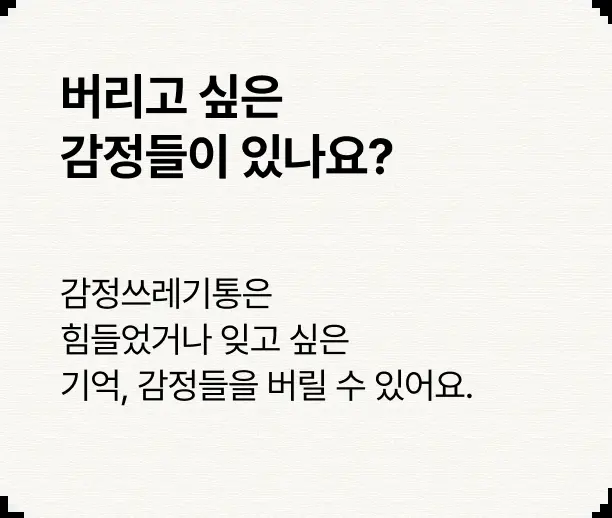 버리고 싶은
감정들이 있나요?
감정쓰레기통은
힘들었거나 잊고 싶은
기억, 감정들을 버릴 수 있어요.